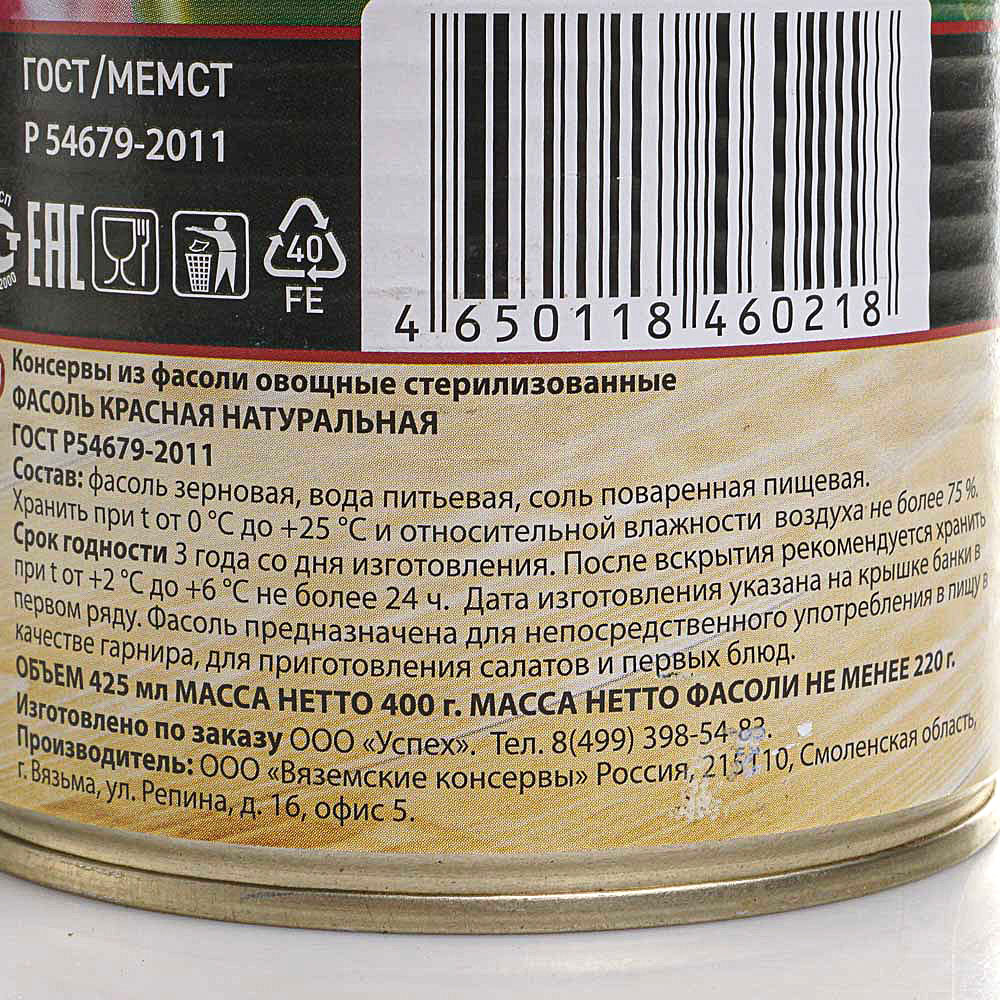 ГОСТ/МЕМСТ
Р 54679-2011
ЕАС
2000
40
FE
4 650118 460218
Консервы из фасоли овощные стерилизованные
ФАСОЛЬ КРАСНАЯ НАТУРАЛЬНАЯ
ГОСТ Р54679-2011
Состав: фасоль зерновая, вода питьевая, соль поваренная пищевая.
Хранить при t от 0 °С до +25 °С и относительной влажности воздуха не более 75 %.
Срок годности 3 года со дня изготовления. После вскрытия рекомендуется хранить
при t от +2 °С до +6 °С не более 24 ч. Дата изготовления указана на крышке банки в
первом ряду. Фасоль предназначена для непосредственного употребления в пищу в
качестве гарнира, для приготовления салатов и первых блюд.
ОБЪЕМ 425 мл МАССА НЕТТО 400 г. МАССА НЕТТО ФАСОЛИ НЕ МЕНЕЕ 220 г.
Изготовлено по заказу ООО «Успех». Тел. 8(499) 398-54-83.
Производитель: ООО «Вяземские консервы» Россия, 215110, Смоленская область,
г. Вязьма, ул. Репина, д. 16, офис 5.